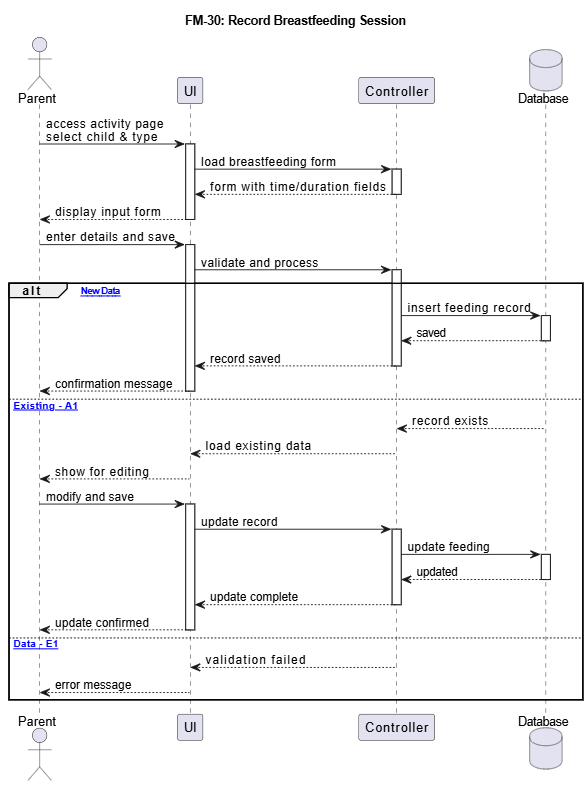 FM-30: Record Breastfeeding Session
Parent
UI
Controller
Database
access activity page
select child & type
load breastfeeding form
form with time/duration fields
display input form
enter details and save
validate and process
alt
New Data
insert feeding record
saved
record saved
confirmation message
Existing - A1
record exists
load existing data
show for editing
modify and save
update record
update feeding
updated
update complete
update confirmed
Data - E1
validation failed
error message
Parent
UI
Controller
Database